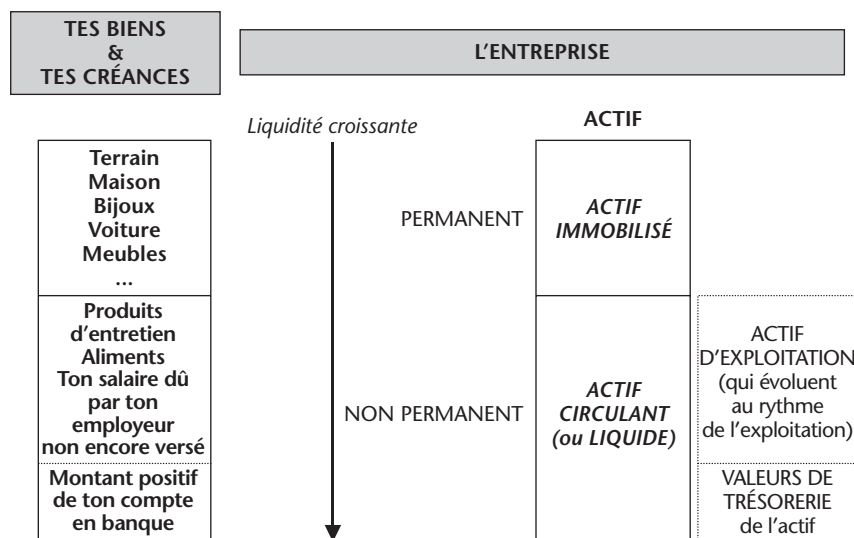 TES BIENS
&
TES CRÉANCES
L'ENTREPRISE
Liquidité croissante
ACTIF
Terrain
Maison
Bijoux
Voiture
Meubles
...
PERMANENT
ACTIF
IMMOBILISÉ
Produits
d'entretien
Aliments
Ton salaire dû
par ton
employeur
non encore versé
NON PERMANENT
ACTIF
CIRCULANT
(ou LIQUIDE)
ACTIF
D'EXPLOITATION
(qui évoluent
au rythme
de l'exploitation)
Montant positif
de ton compte
en banque
VALEURS DE
TRÉSORERIE
de l'actif